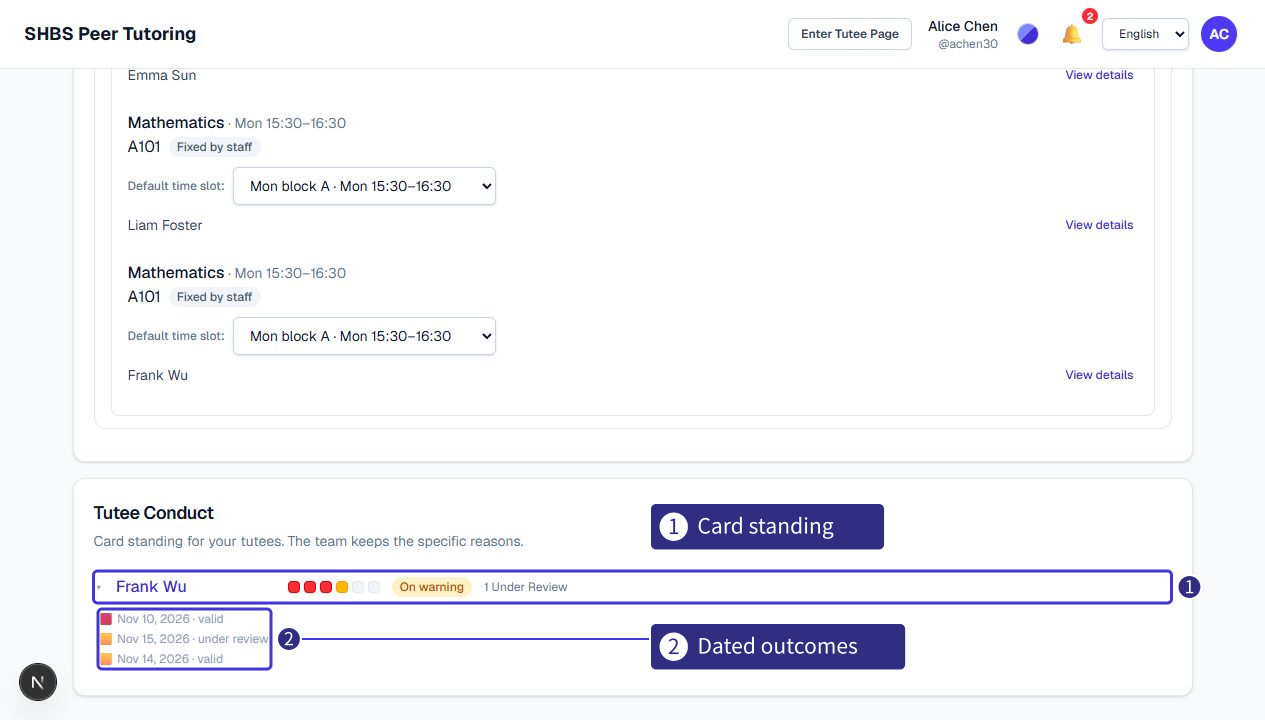 SHBS Peer Tutoring
Enter Tutee Page
Alice Chen
@achen30
2
English
AC
Emma Sun
View details
Mathematics · Mon 15:30–16:30
A101 Fixed by staff
Default time slot: Mon block A · Mon 15:30–16:30
Liam Foster
View details
Mathematics · Mon 15:30–16:30
A101 Fixed by staff
Default time slot: Mon block A · Mon 15:30–16:30
Frank Wu
View details
Tutee Conduct
Card standing for your tutees. The team keeps the specific reasons.
1 Card standing
Frank Wu On warning 1 Under Review
1
Nov 10, 2026 · valid
Nov 15, 2026 · under review
Nov 14, 2026 · valid
2
2 Dated outcomes
N